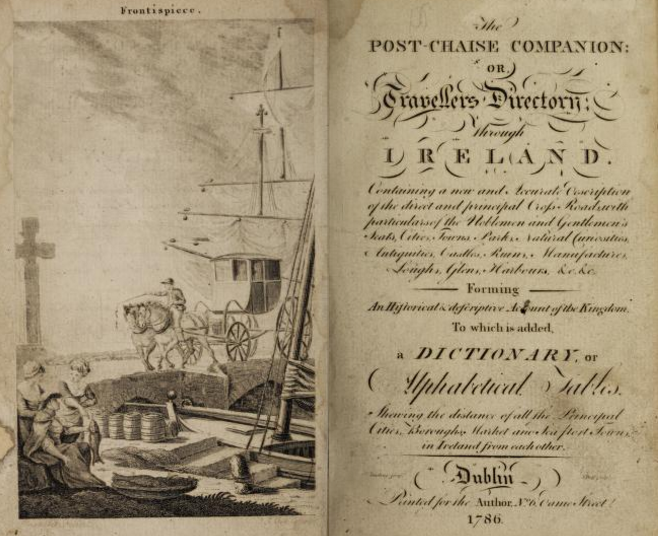 Frontispiece.
The
POST-CHAISE COMPANION:
OR,
Travellers Directory;
through
IRELAND.
Containing a new and Accurate Description
of the direct and principal Cross Roads, with
particulars of the Noblemen and Gentlemen's
Seats, Cities, Towns, Parks, Natural Curiosities,
Antiquities, Castles, Ruins, Manufactures,
Loughs, Glens, Harbours, &c. &c.
Forming
An Historical & descriptive Account of the Kingdom.
To which is added,
a DICTIONARY, or
Alphabetical Tables.
Shewing the distance of all the Principal
Cities, Boroughs, Market and Sea Port Towns
in Ireland from each other.
Dublin
Printed for the Author, No. 6, Dame Street
1786.